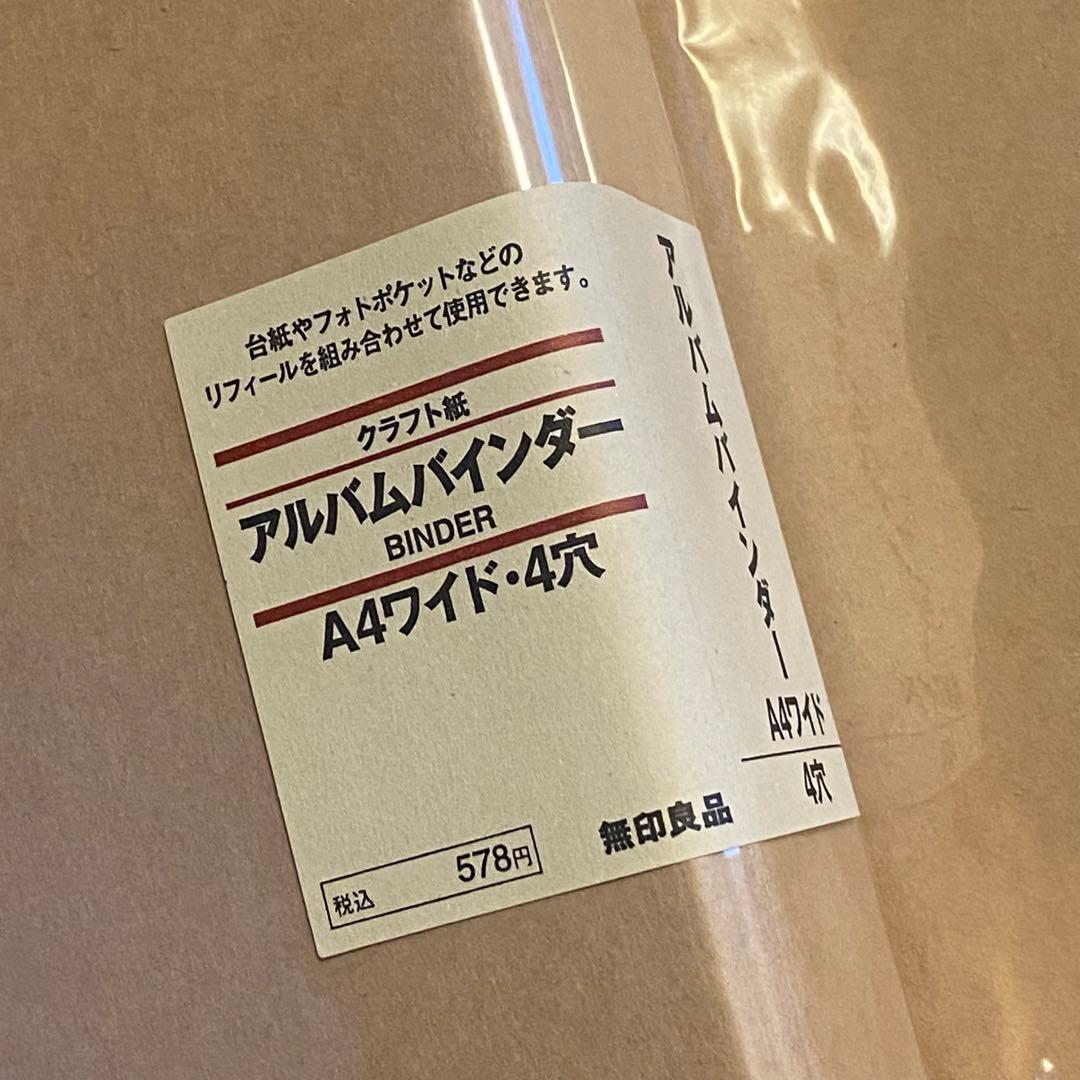 台紙やフォトポケットなどの
リフィールを組み合わせて使用できます。
クラフト紙
アルバムバインダー
BINDER
A4ワイド・4穴
税込 578円
無印良品
アルバムバインダー
A4ワイド
4穴